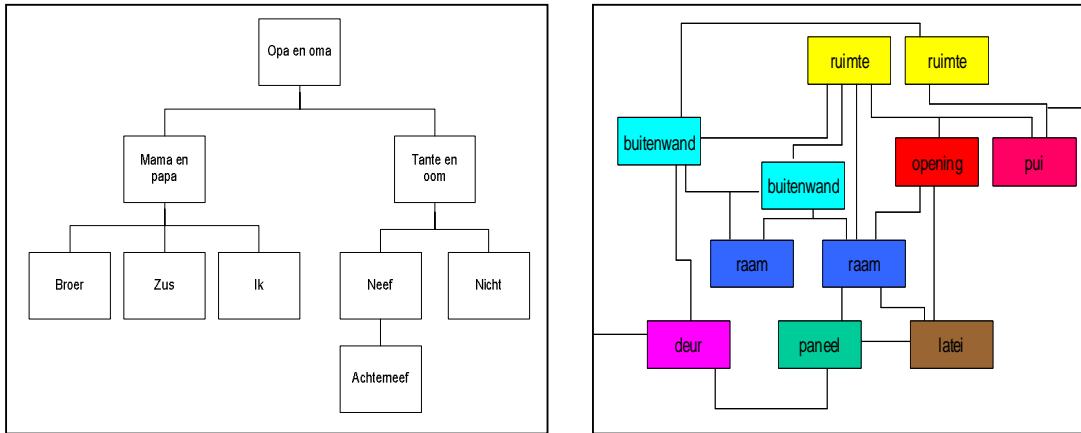 Opa en oma
Mama en
papa
Tante en
oom
Broer
Zus
Ik
Neef
Nicht
Achterneef
ruimte
ruimte
buitenwand
opening
pui
buitenwand
raam
raam
deur
paneel
latei